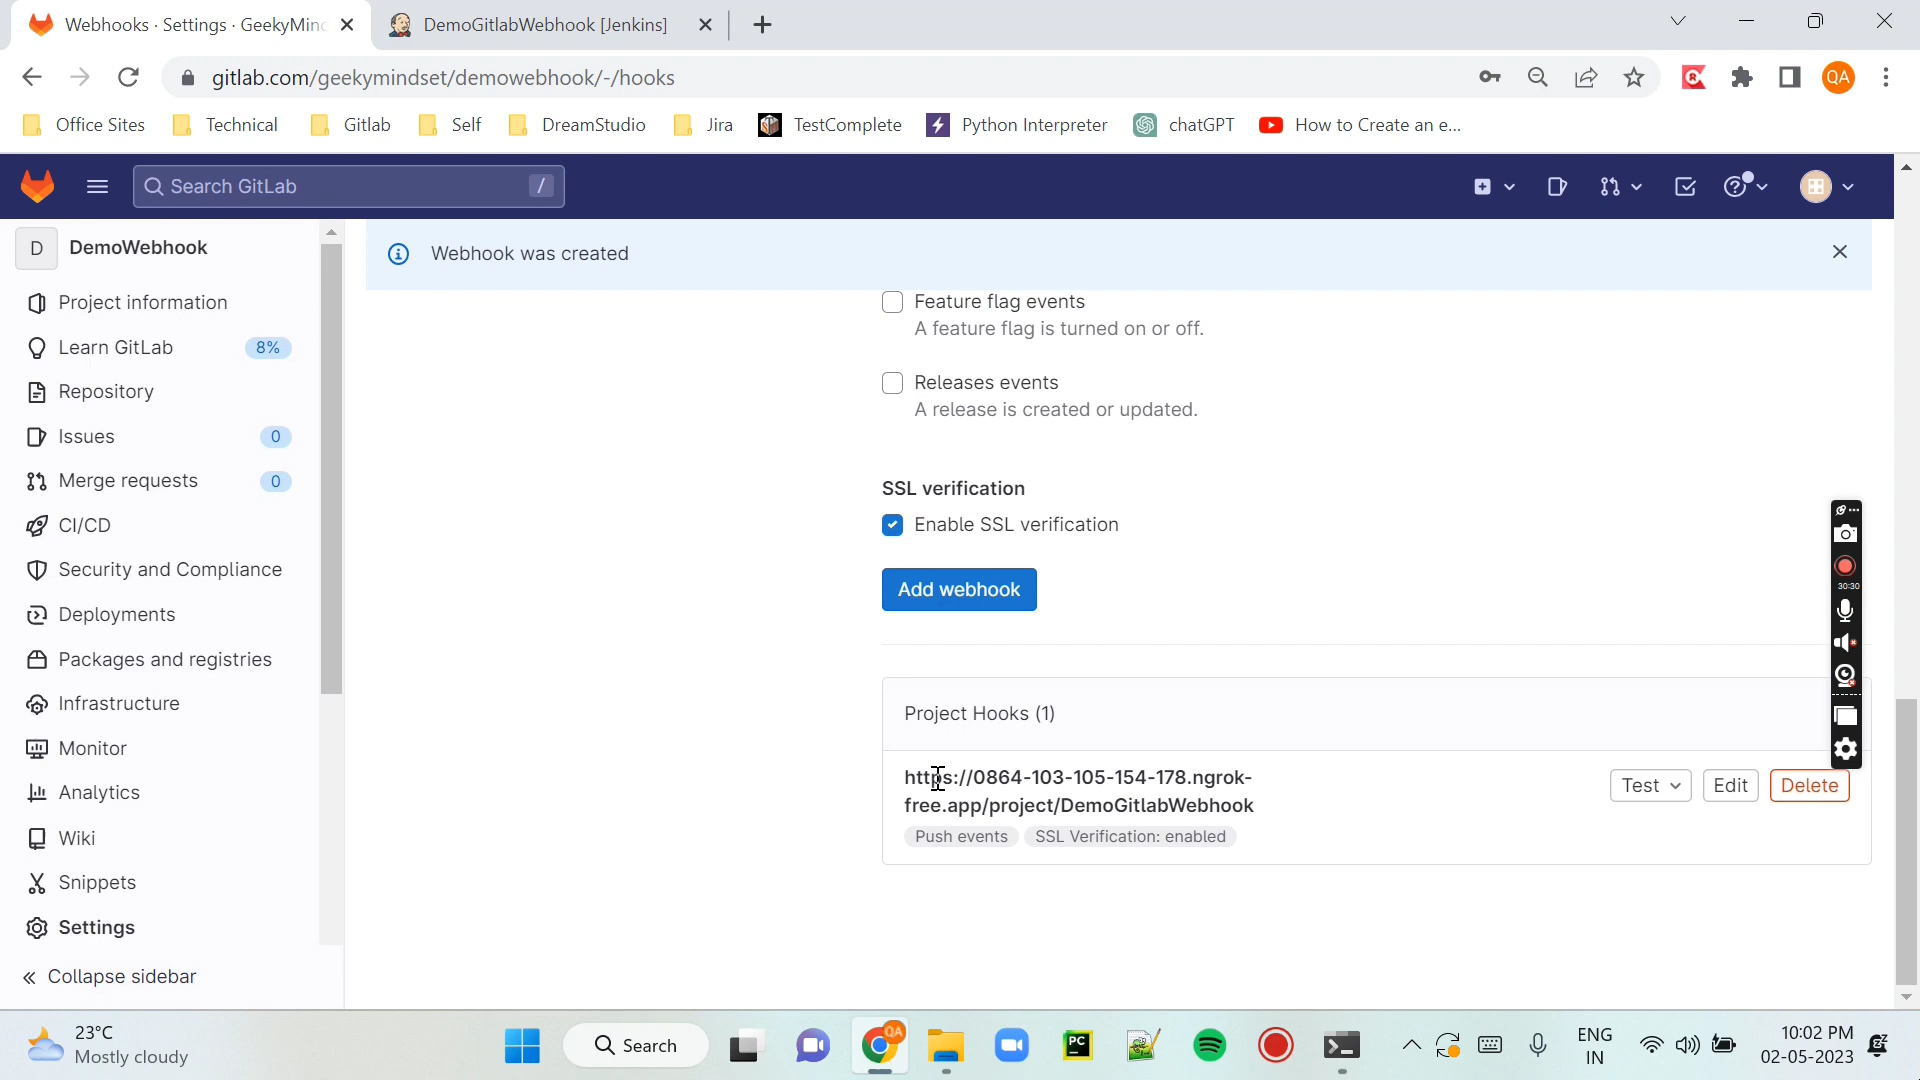 Webhooks · Settings · GeekyMinc
DemoGitlabWebhook [Jenkins]
gitlab.com/geekymindset/demowebhook/-/hooks
QA
Office Sites
Technical
Gitlab
Self
DreamStudio
Jira
TestComplete
Python Interpreter
chatGPT
How to Create an e...
Search GitLab
/
D
DemoWebhook
Project information
Learn GitLab
8%
Repository
Issues
0
Merge requests
0
CI/CD
Security and Compliance
Deployments
Packages and registries
Infrastructure
Monitor
Analytics
Wiki
Snippets
Settings
Collapse sidebar
Webhook was created
Feature flag events
A feature flag is turned on or off.
Releases events
A release is created or updated.
SSL verification
Enable SSL verification
Add webhook
Project Hooks (1)
https://0864-103-105-154-178.ngrok-
free.app/project/DemoGitlabWebhook
Push events
SSL Verification: enabled
Test
Edit
Delete
30:30
23°C
Mostly cloudy
Search
QA
PC
ENG
IN
10:02 PM
02-05-2023